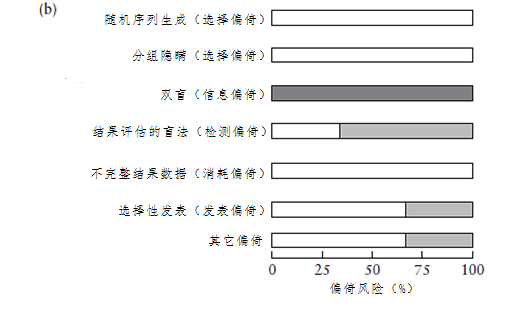 (b)
随机序列生成（选择偏倚）
分组隐瞒（选择偏倚）
双盲（信息偏倚）
结果评估的盲法（检测偏倚）
不完整结果数据（消耗偏倚）
选择性发表（发表偏倚）
其它偏倚
0 25 50 75 100
偏倚风险（%）